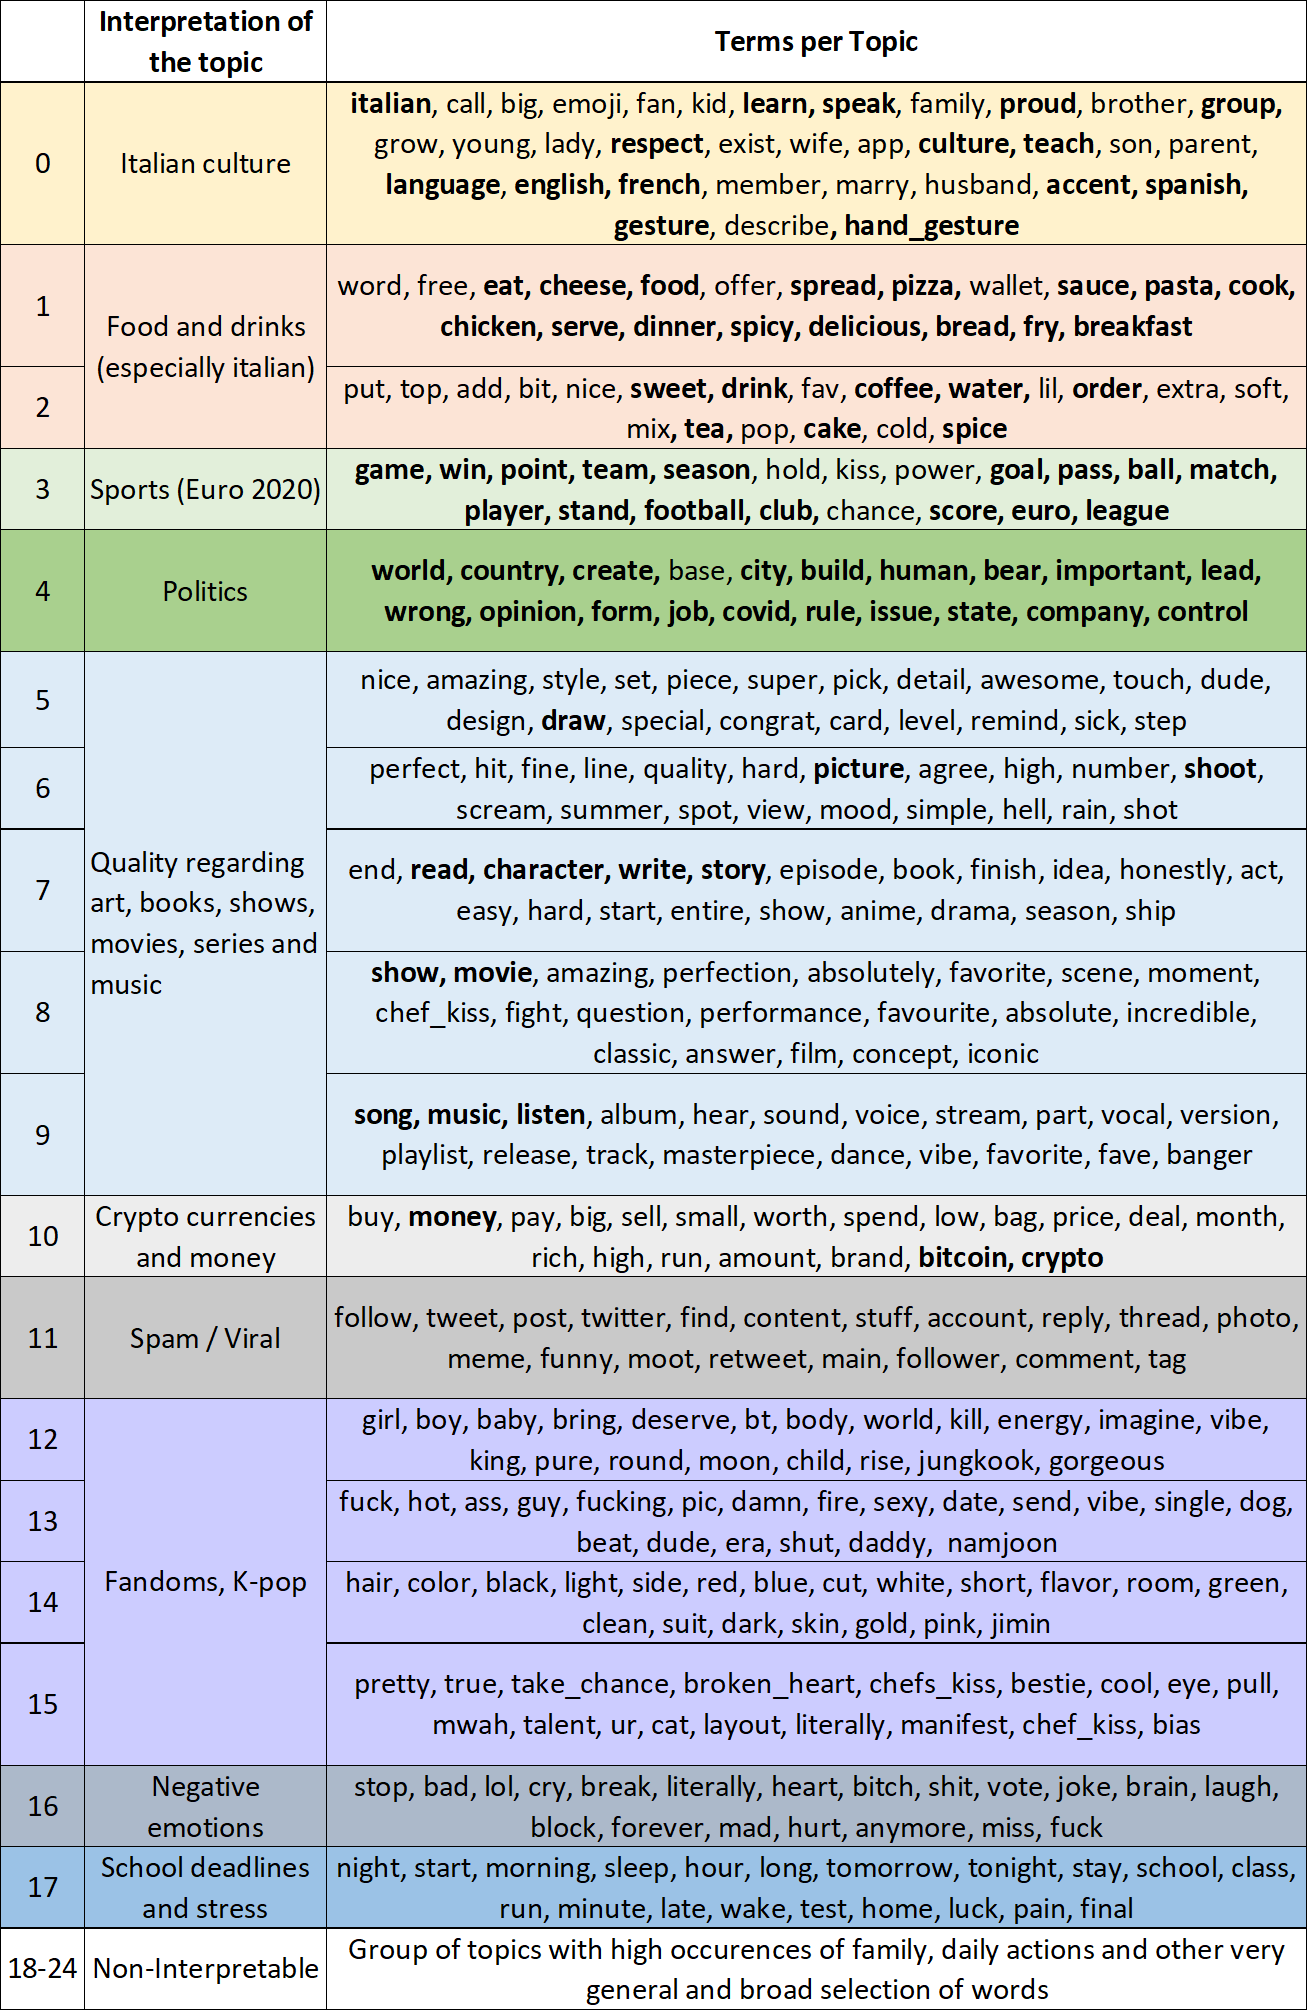 Interpretation of
the topic
Terms per Topic
0
Italian culture
italian, call, big, emoji, fan, kid, learn, speak, family, proud, brother, group,
grow, young, lady, respect, exist, wife, app, culture, teach, son, parent,
language, english, french, member, marry, husband, accent, spanish,
gesture, describe, hand_gesture
1
Food and drinks
(especially italian)
word, free, eat, cheese, food, offer, spread, pizza, wallet, sauce, pasta, cook,
chicken, serve, dinner, spicy, delicious, bread, fry, breakfast
2
put, top, add, bit, nice, sweet, drink, fav, coffee, water, lil, order, extra, soft,
mix, tea, pop, cake, cold, spice
3
Sports (Euro 2020)
game, win, point, team, season, hold, kiss, power, goal, pass, ball, match,
player, stand, football, club, chance, score, euro, league
4
Politics
world, country, create, base, city, build, human, bear, important, lead,
wrong, opinion, form, job, covid, rule, issue, state, company, control
5
Quality regarding
art, books, shows,
movies, series and
music
nice, amazing, style, set, piece, super, pick, detail, awesome, touch, dude,
design, draw, special, congrat, card, level, remind, sick, step
6
perfect, hit, fine, line, quality, hard, picture, agree, high, number, shoot,
scream, summer, spot, view, mood, simple, hell, rain, shot
7
end, read, character, write, story, episode, book, finish, idea, honestly, act,
easy, hard, start, entire, show, anime, drama, season, ship
8
show, movie, amazing, perfection, absolutely, favorite, scene, moment,
chef_kiss, fight, question, performance, favourite, absolute, incredible,
classic, answer, film, concept, iconic
9
song, music, listen, album, hear, sound, voice, stream, part, vocal, version,
playlist, release, track, masterpiece, dance, vibe, favorite, fave, banger
10
Crypto currencies
and money
buy, money, pay, big, sell, small, worth, spend, low, bag, price, deal, month,
rich, high, run, amount, brand, bitcoin, crypto
11
Spam / Viral
follow, tweet, post, twitter, find, content, stuff, account, reply, thread, photo,
meme, funny, moot, retweet, main, follower, comment, tag
12
Fandoms, K-pop
girl, boy, baby, bring, deserve, bt, body, world, kill, energy, imagine, vibe,
king, pure, round, moon, child, rise, jungkook, gorgeous
13
fuck, hot, ass, guy, fucking, pic, damn, fire, sexy, date, send, vibe, single, dog,
beat, dude, era, shut, daddy, namjoon
14
hair, color, black, light, side, red, blue, cut, white, short, flavor, room, green,
clean, suit, dark, skin, gold, pink, jimin
15
pretty, true, take_chance, broken_heart, chefs_kiss, bestie, cool, eye, pull,
mwah, talent, ur, cat, layout, literally, manifest, chef_kiss, bias
16
Negative
emotions
stop, bad, lol, cry, break, literally, heart, bitch, shit, vote, joke, brain, laugh,
block, forever, mad, hurt, anymore, miss, fuck
17
School deadlines
and stress
night, start, morning, sleep, hour, long, tomorrow, tonight, stay, school, class,
run, minute, late, wake, test, home, luck, pain, final
18-24
Non-Interpretable
Group of topics with high occurences of family, daily actions and other very
general and broad selection of words